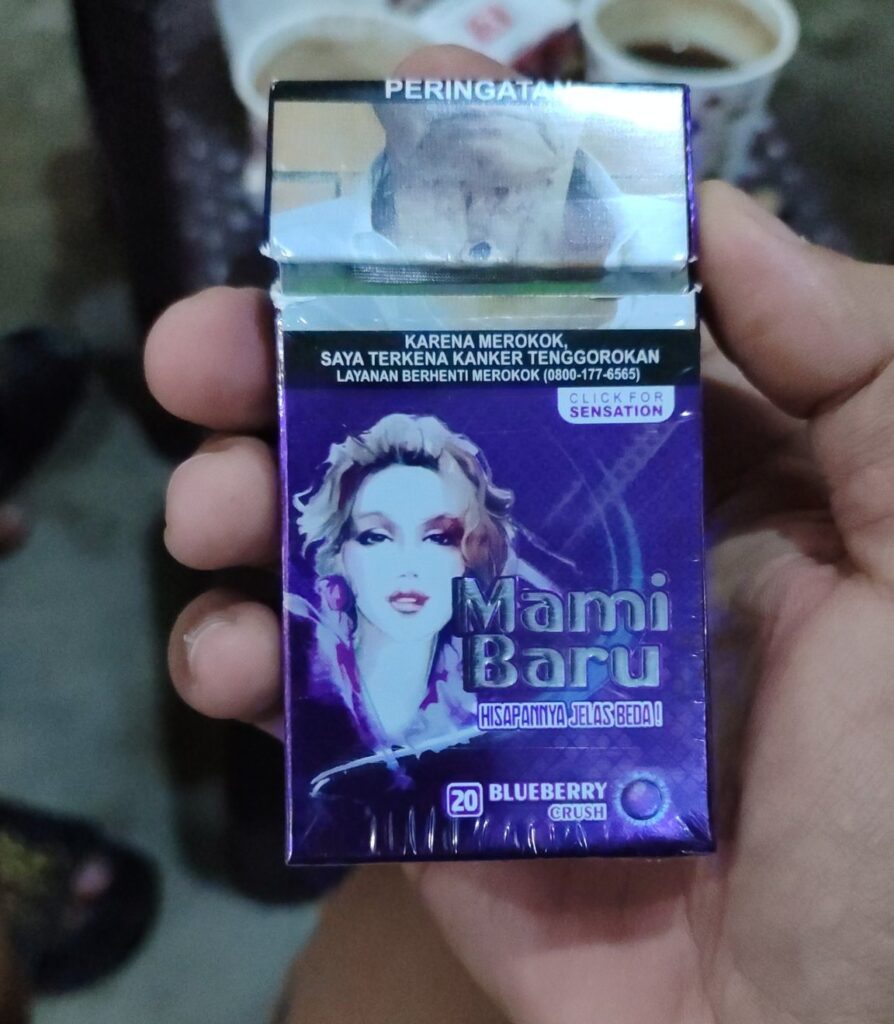 PERINGATAN
KARENA MEROKOK,
SAYA TERKENA KANKER TENGGOROKAN
LAYANAN BERHENTI MEROKOK (0800-177-6565)
CLICK FOR
SENSATION
Mami
Baru
HISAPANNYA JELAS BEDA !
20 BLUEBERRY
CRUSH